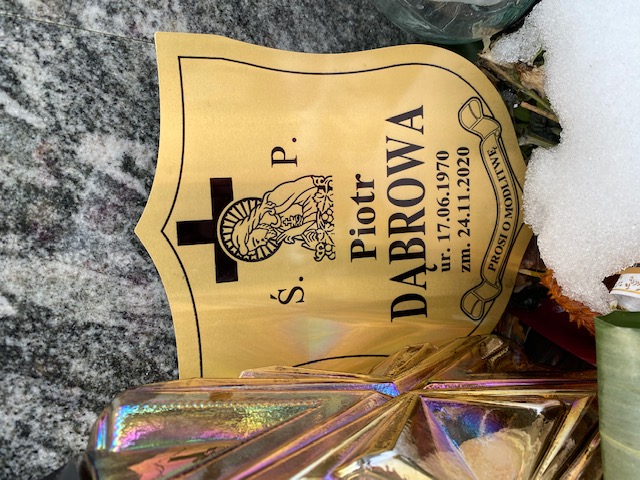 Ś. P.
Piotr
DĄBROWA
ur. 17.06.1970
zm. 24.11.2020
PROSI O MODLITWĘ